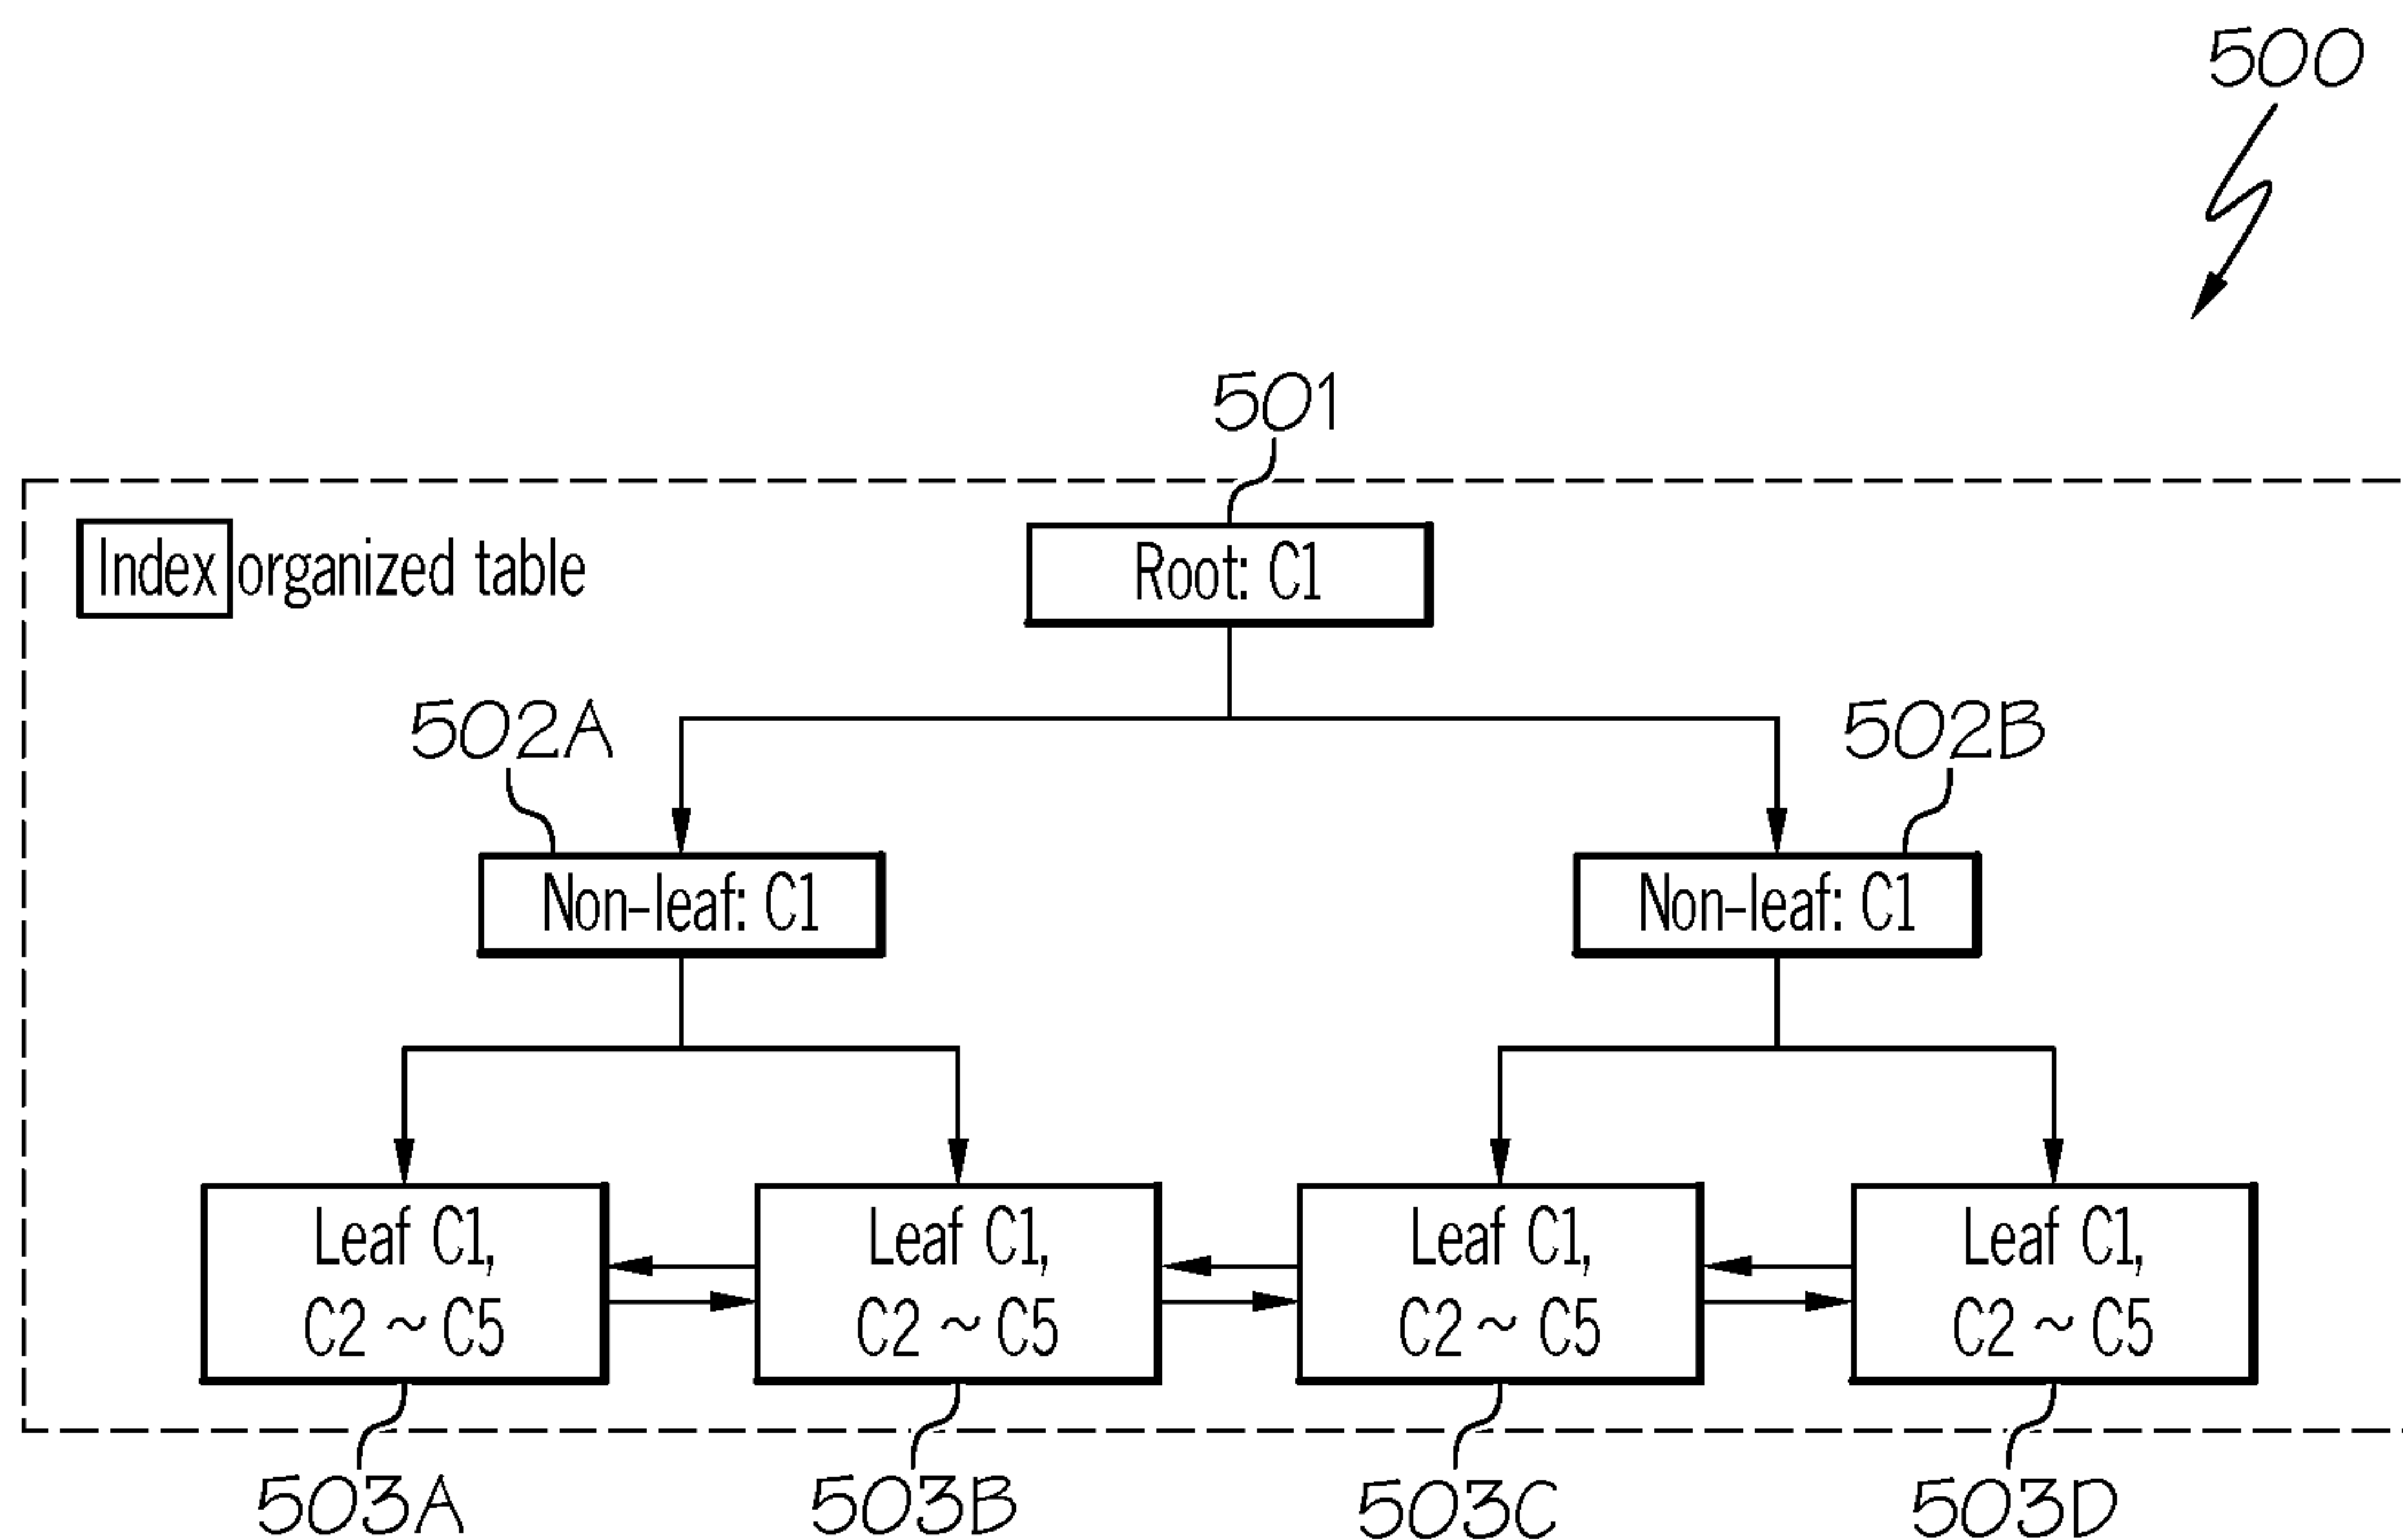 500
501
Index organized table
Root: C1
502A
502B
Non-leaf: C1
Non-leaf: C1
Leaf C1,
C2 ~ C5
Leaf C1,
C2 ~ C5
Leaf C1,
C2 ~ C5
Leaf C1,
C2 ~ C5
503A
503B
503C
503D